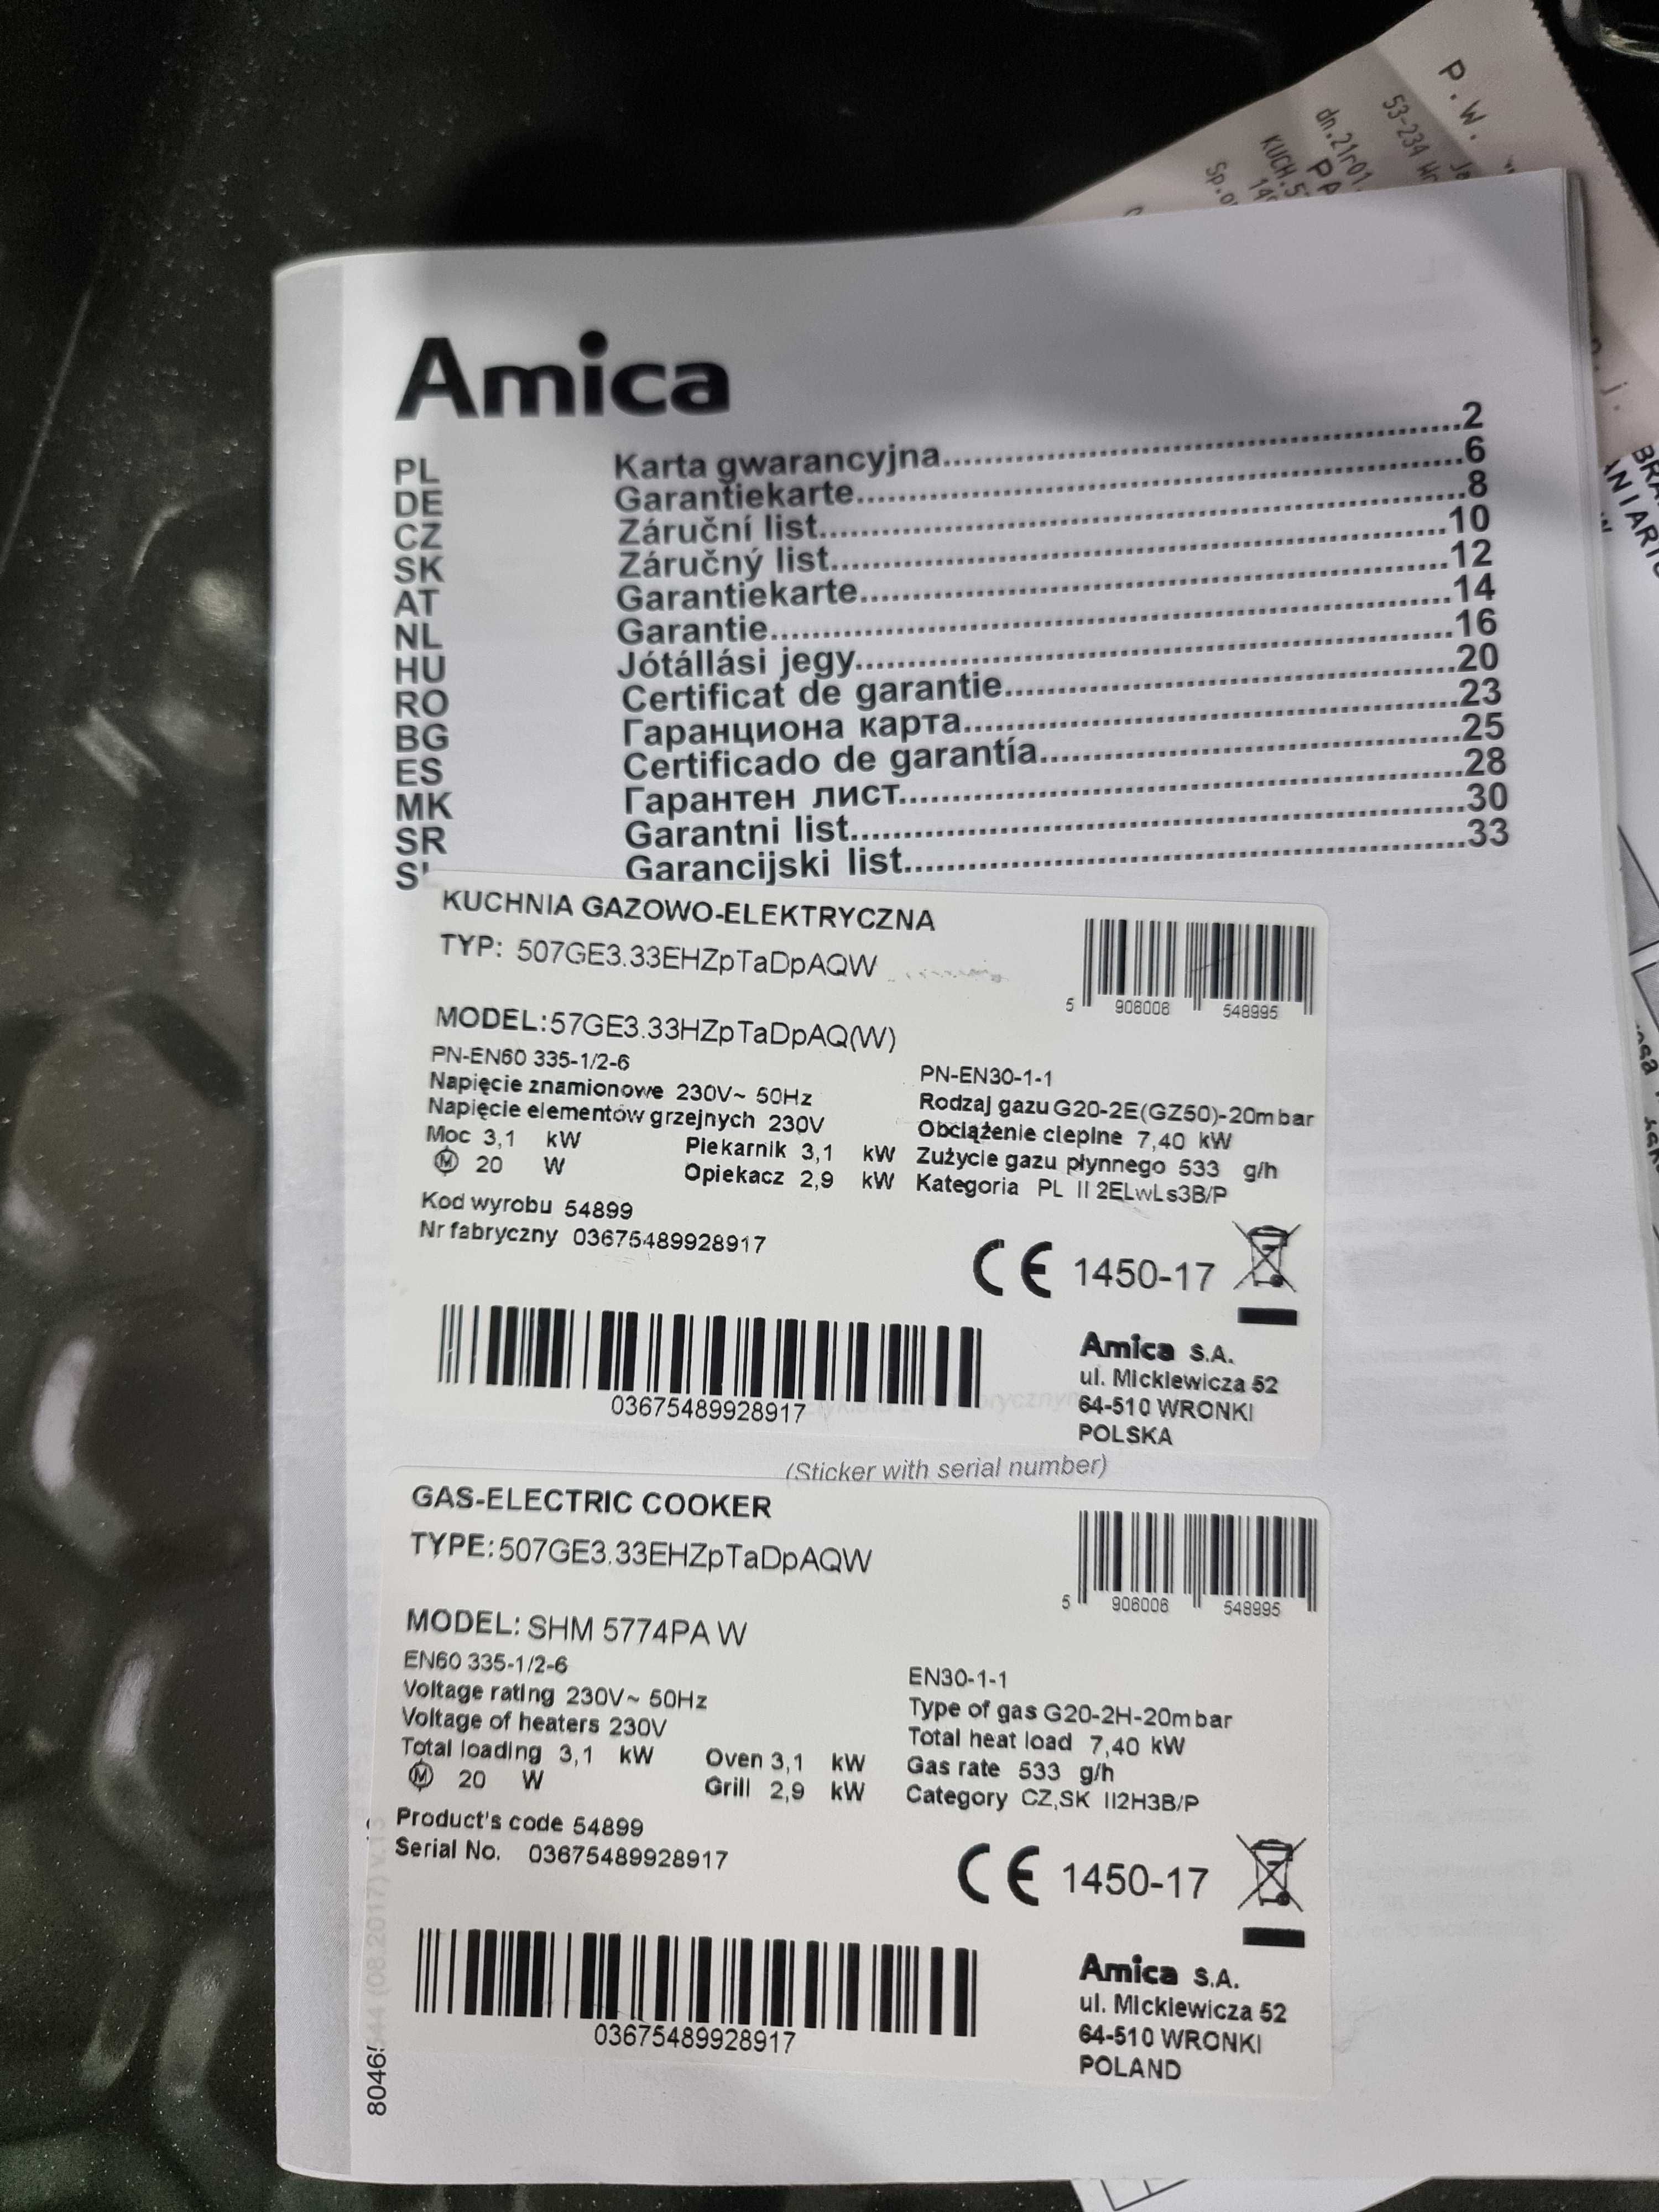 P.W.
53-234 Wr
dn.21r01.
KUCH.5
Amica
PL Karta gwarancyjna 2
DE Garantiekarte 6
CZ Záruční list 8
SK Záručný list 10
AT Garantiekarte 12
NL Garantie 14
HU Jótállási jegy 16
RO Certificat de garantie 20
BG Гаранциона карта 23
ES Certificado de garantía 25
MK Гарантен лист 28
SR Garantni list 30
Garancijski list 33
KUCHNIA GAZOWO-ELEKTRYCZNA
TYP: 507GE3.33EHZpTaDpAQW
5 906006 548995
MODEL:57GE3.33HZpTaDpAQ(W)
PN-EN60 335-1/2-6
Napięcie znamionowe 230V~ 50Hz
Napięcie elementów grzejnych 230V
Moc 3,1 kW Piekarnik 3,1 kW
M 20 W Opiekacz 2,9 kW
PN-EN30-1-1
Rodzaj gazu G20-2E(GZ50)-20mbar
Obciążenie cieplne 7,40 kW
Zużycie gazu płynnego 533 g/h
Kategoria PL II 2ELwLs3B/P
Kod wyrobu 54899
Nr fabryczny 03675489928917
CE 1450-17
03675489928917
Amica S.A.
ul. Mickiewicza 52
64-510 WRONKI
POLSKA
(Sticker with serial number)
GAS-ELECTRIC COOKER
TYPE:507GE3.33EHZpTaDpAQW
5 906006 548995
MODEL: SHM 5774PA W
EN60 335-1/2-6
Voltage rating 230V~ 50Hz
Voltage of heaters 230V
Total loading 3,1 kW Oven 3,1 kW
M 20 W Grill 2,9 kW
EN30-1-1
Type of gas G20-2H-20mbar
Total heat load 7,40 kW
Gas rate 533 g/h
Category CZ,SK II2H3B/P
Product's code 54899
Serial No. 03675489928917
CE 1450-17
03675489928917
Amica S.A.
ul. Mickiewicza 52
64-510 WRONKI
POLAND
(08.2017) v.13